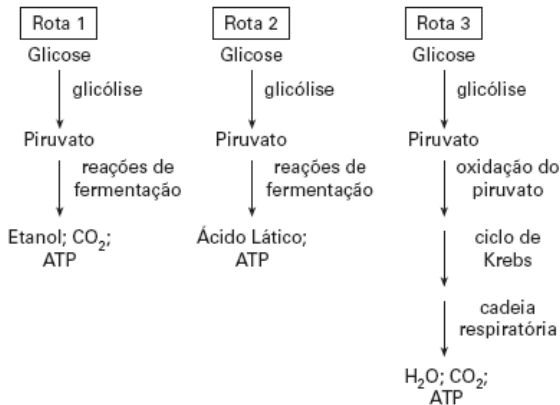 Rota 1
Glicose
glicólise
Piruvato
reações de
fermentação
Etanol; CO₂;
ATP
Rota 2
Glicose
glicólise
Piruvato
reações de
fermentação
Ácido Lático;
ATP
Rota 3
Glicose
glicólise
Piruvato
oxidação do
piruvato
ciclo de
Krebs
cadeia
respiratória
H₂O; CO₂;
ATP